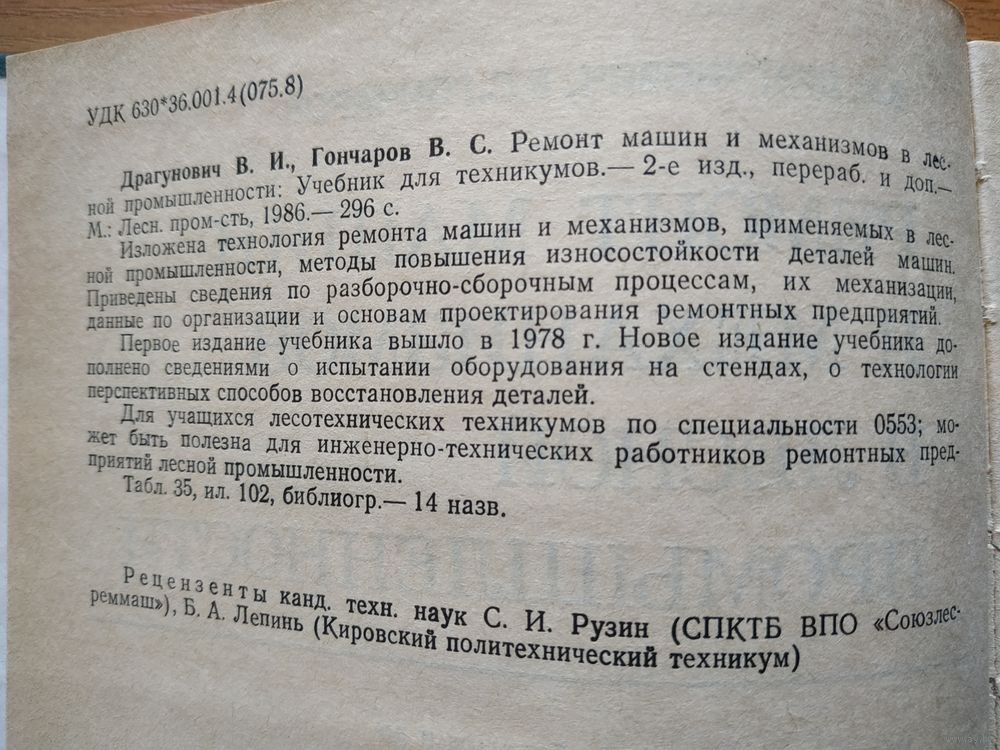 УДК 630*36.001.4(075.8)
Драгунович В. И., Гончаров В. С. Ремонт машин и механизмов в лес-
ной промышленности: Учебник для техникумов.— 2-е изд., перераб. и доп.—
М.: Лесн. пром-сть, 1986.— 296 с.
Изложена технология ремонта машин и механизмов, применяемых в лес-
ной промышленности, методы повышения износостойкости деталей машин.
Приведены сведения по разборочно-сборочным процессам, их механизации,
данные по организации и основам проектирования ремонтных предприятий.
Первое издание учебника вышло в 1978 г. Новое издание учебника до-
полнено сведениями о испытании оборудования на стендах, о технологии
перспективных способов восстановления деталей.
Для учащихся лесотехнических техникумов по специальности 0553; мо-
жет быть полезна для инженерно-технических работников ремонтных пред-
приятий лесной промышленности.
Табл. 35, ил. 102, библиогр.— 14 назв.
Рецензенты канд. техн. наук С. И. Рузин (СПКТБ ВПО «Союзлес-
реммаш»), Б. А. Лепинь (Кировский политехнический техникум)